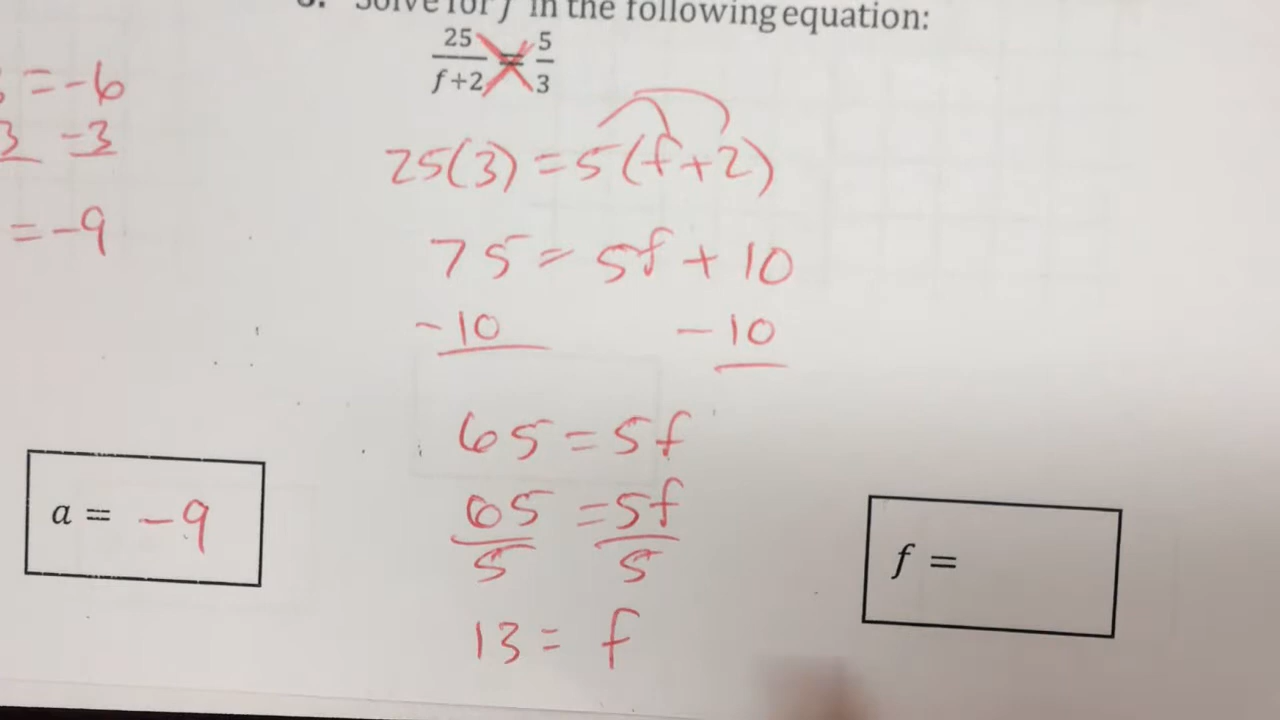 Solve for f in the following equation:
25/f+2 = 5/3
= -6
3 -3
= -9
25(3) = 5(f+2)
75 = 5f + 10
-10 -10
65 = 5f
65/5 = 5f/5
13 = f
a = -9
f =